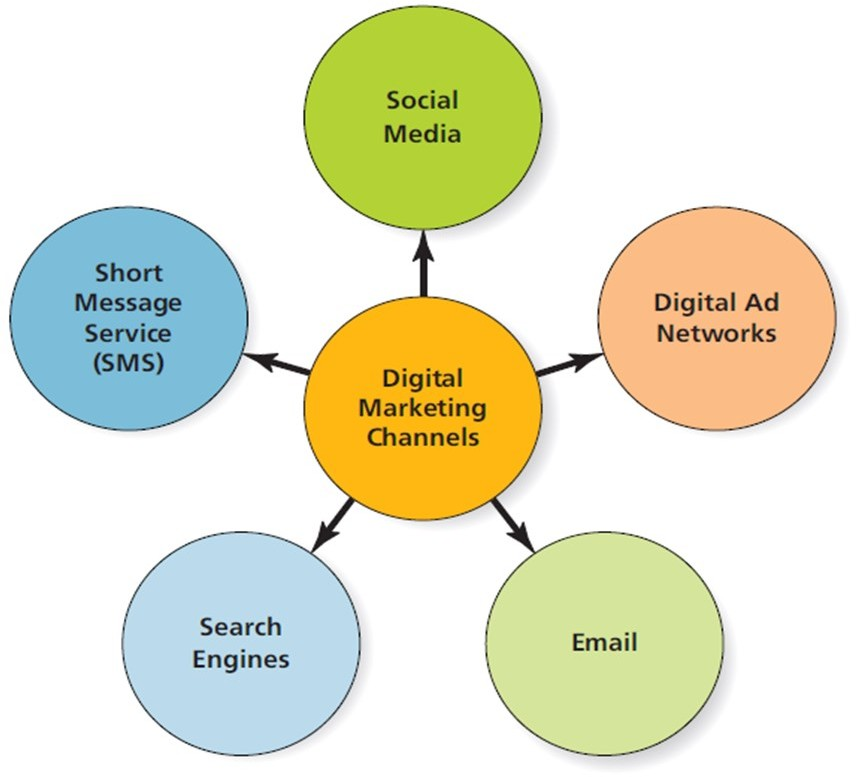 Social
Media
Short
Message
Service
(SMS)
Digital Ad
Networks
Digital
Marketing
Channels
Search
Engines
Email